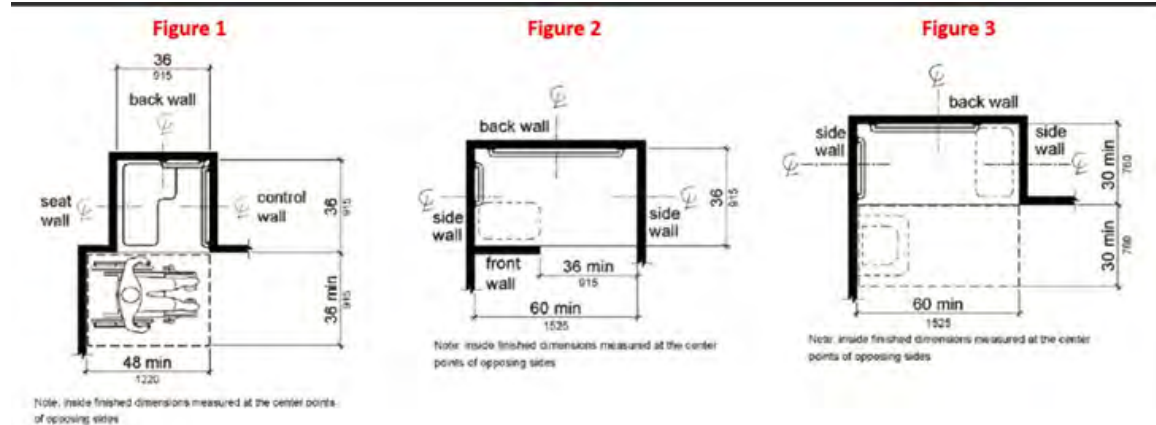 Figure 1
36
915
back wall
seat
wall
control
wall
36
915
36 min
915
48 min
1220
Note: inside finished dimensions measured at the center points
of opposing sides
Figure 2
back wall
side
wall
side
wall
36
915
front
wall
36 min
915
60 min
1525
Note: inside finished dimensions measured at the center
points of opposing sides
Figure 3
back wall
side
wall
side
wall
30 min
760
30 min
760
60 min
1525
Note: inside finished dimensions measured at the center
points of opposing sides